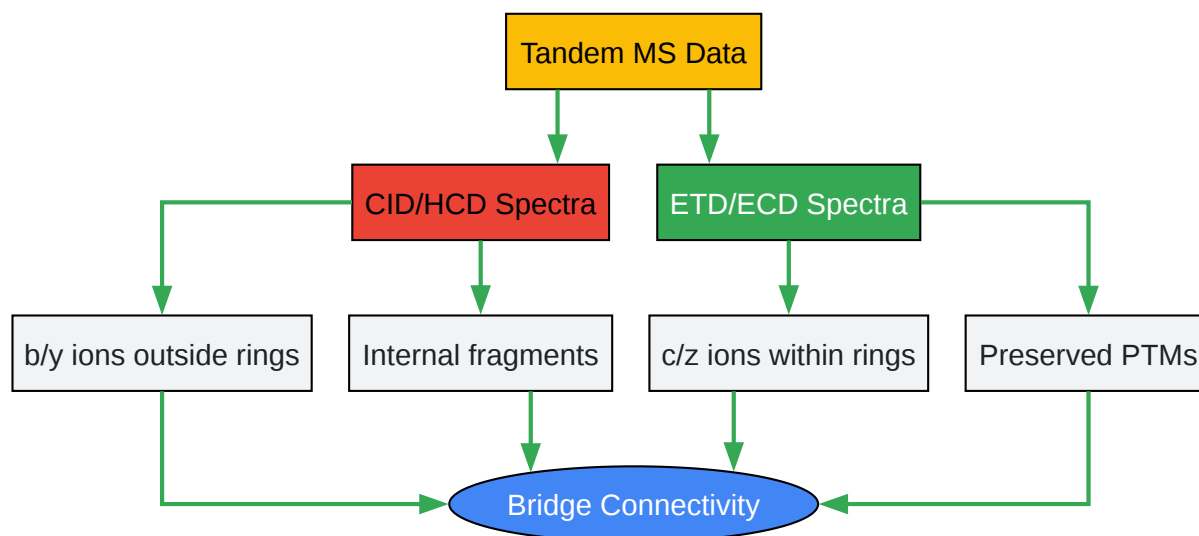 Tandem MS Data
CID/HCD Spectra
ETD/ECD Spectra
b/y ions outside rings
Internal fragments
c/z ions within rings
Preserved PTMs
Bridge Connectivity